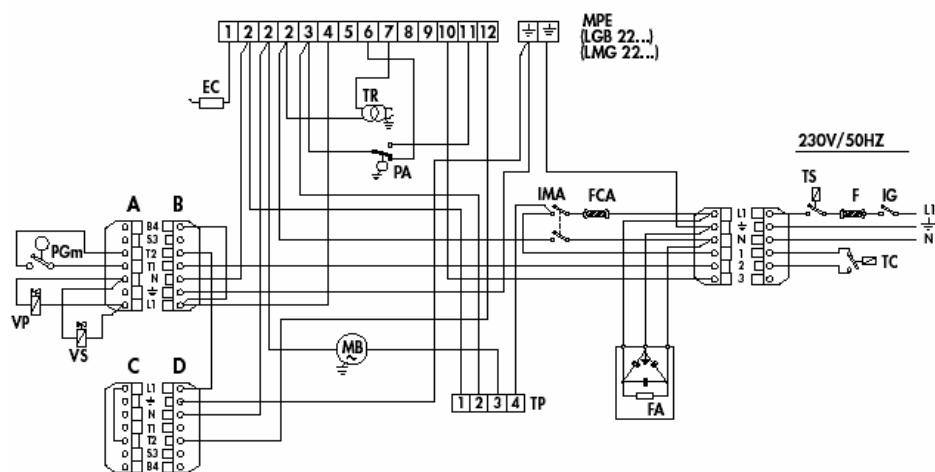 1 2 2 2 3 4 5 6 7 8 9 10 11 12
MPE
(LGB 22...)
(LMG 22...)
EC
TR
PA
230V/50HZ
TS F IG
L1
N
IMA FCA
L1
N
1
2
3
TC
A B
B4
S3
T2
T1
N
L1
PGm
VP
VS
MB
1 2 3 4 TP
FA
C D
L1
N
T1
T2
S3
B4